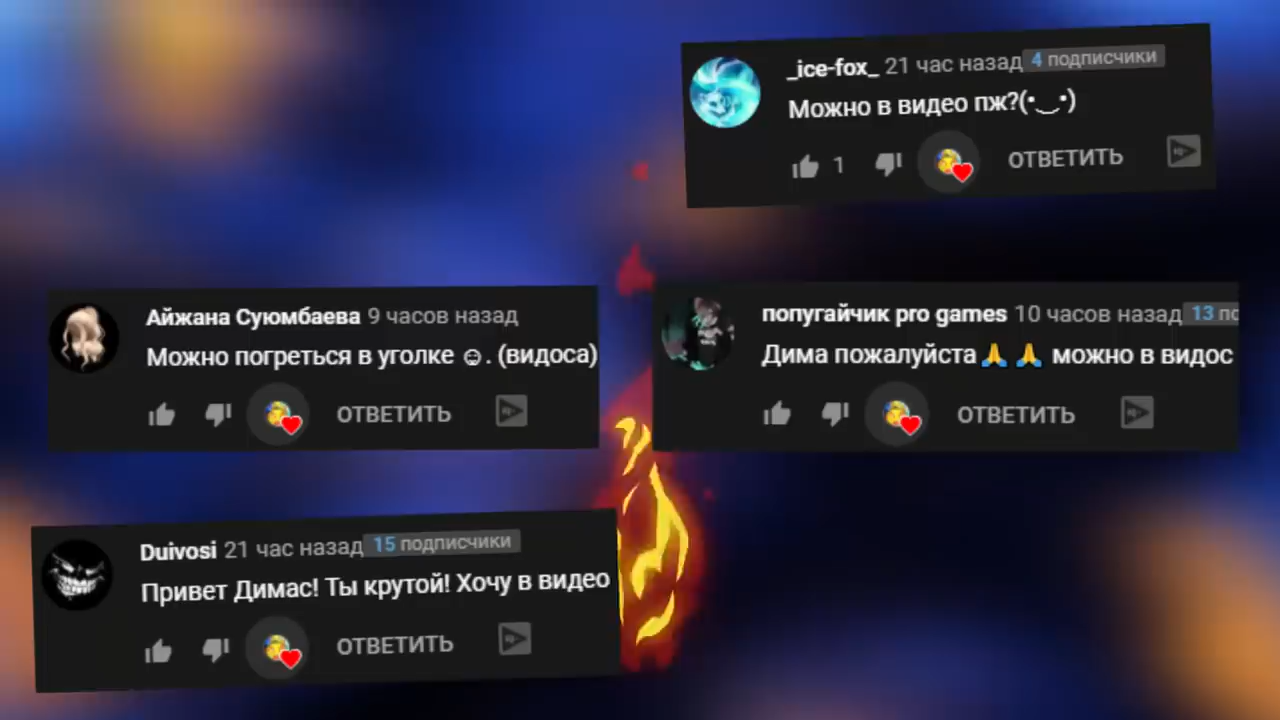 _ice-fox_ 21 час назад 4 подписчики
Можно в видео пж?(•‿•)
1 ОТВЕТИТЬ
Айжана Суюмбаева 9 часов назад
Можно погреться в уголке ☺. (видоса)
ОТВЕТИТЬ
попугайчик pro games 10 часов назад 13 по
Дима пожалуйста🙏🙏 можно в видос
ОТВЕТИТЬ
Duivosi 21 час назад 15 подписчики
Привет Димас! Ты крутой! Хочу в видео
ОТВЕТИТЬ